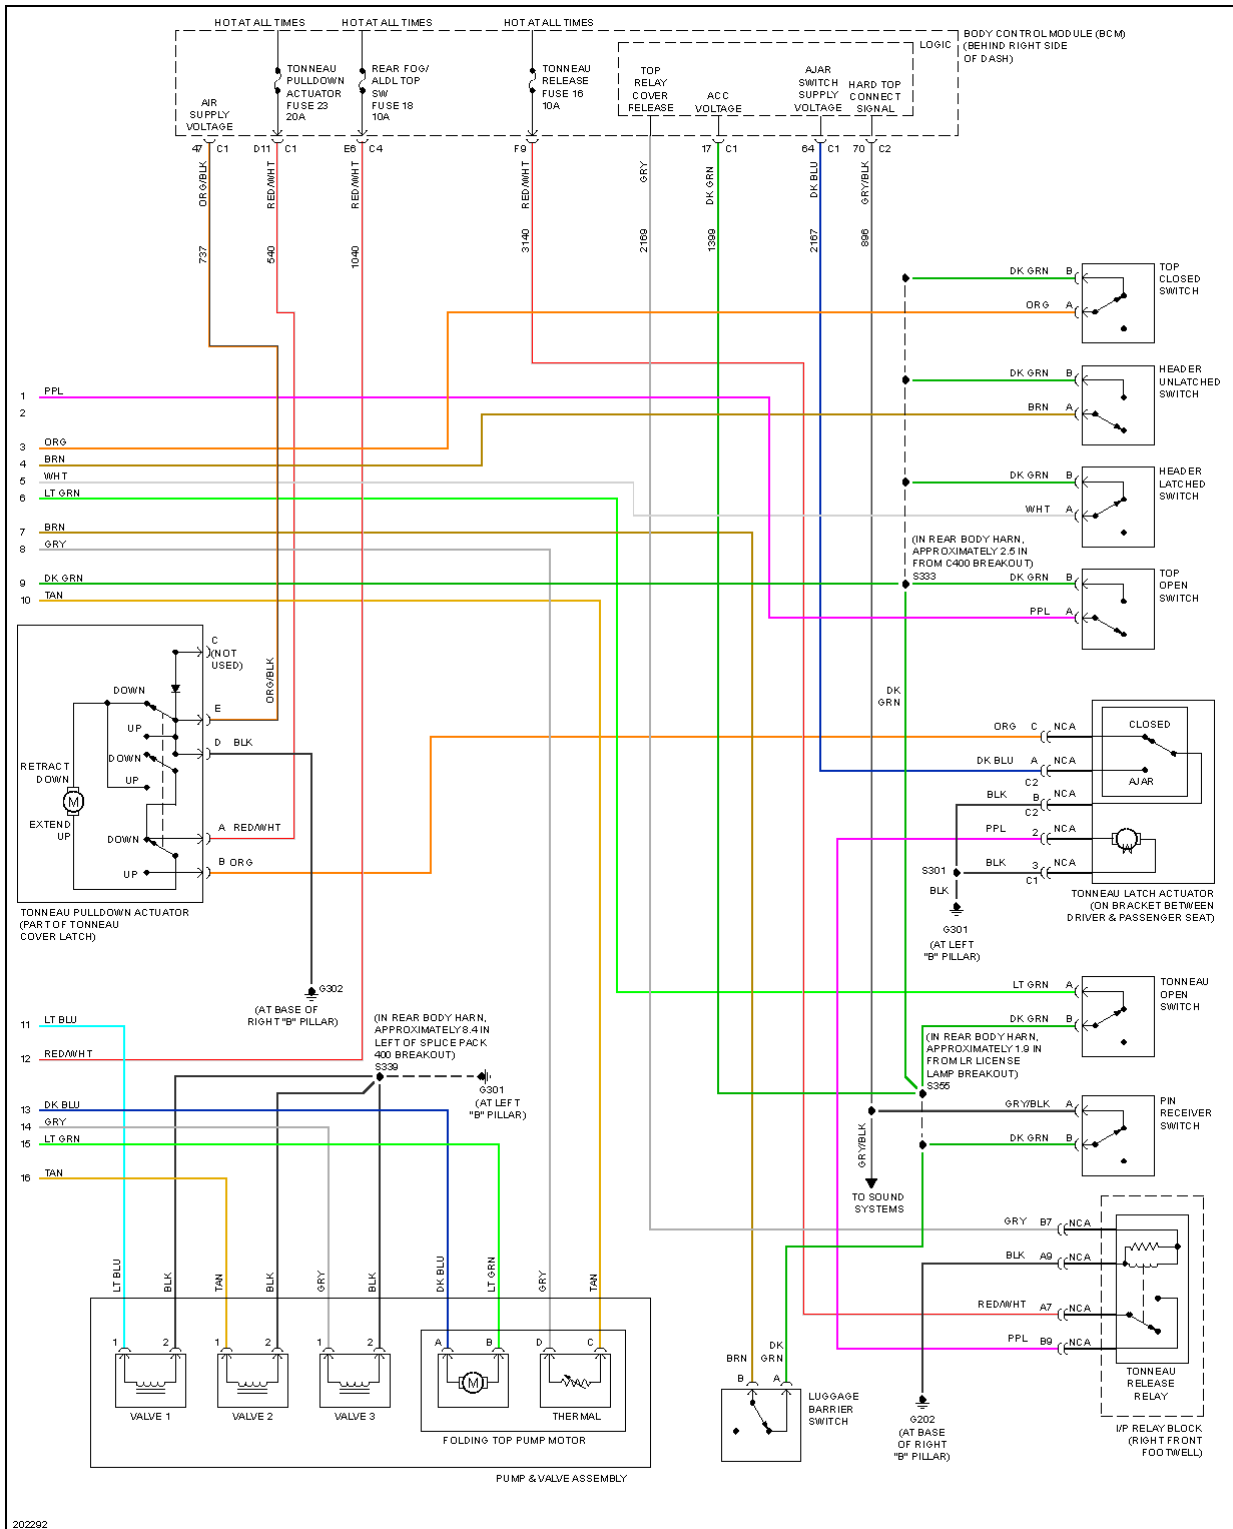 HOT AT ALL TIMES
HOT AT ALL TIMES
HOT AT ALL TIMES
BODY CONTROL MODULE (BCM)
(BEHIND RIGHT SIDE
OF DASH)
LOGIC
AIR
SUPPLY
VOLTAGE
TONNEAU
PULLDOWN
ACTUATOR
FUSE 23
20A
REAR FOG/
ALDL TOP
SW
FUSE 18
10A
TONNEAU
RELEASE
FUSE 16
10A
TOP
RELAY
COVER
RELEASE
ACC
VOLTAGE
AJAR
SWITCH
SUPPLY
VOLTAGE
HARD TOP
CONNECT
SIGNAL
47 C1
D11 C1
E6 C4
F9
17 C1
64 C1
70 C2
ORG/BLK
RED/WHT
RED/WHT
RED/WHT
GRY
DK GRN
DK BLU
GRY/BLK
737
540
1040
3140
2169
1399
2167
896
DK GRN B
ORG A
TOP
CLOSED
SWITCH
DK GRN B
BRN A
HEADER
UNLATCHED
SWITCH
DK GRN B
WHT A
HEADER
LATCHED
SWITCH
(IN REAR BODY HARN,
APPROXIMATELY 2.5 IN
FROM C400 BREAKOUT)
S333
DK GRN B
PPL A
TOP
OPEN
SWITCH
1 PPL
2
3 ORG
4 BRN
5 WHT
6 LT GRN
7 BRN
8 GRY
9 DK GRN
10 TAN
C
(NOT
USED)
DOWN
E
UP
D BLK
DOWN
UP
RETRACT
DOWN
M
EXTEND
UP
DOWN
A RED/WHT
UP
B ORG
ORG/BLK
TONNEAU PULLDOWN ACTUATOR
(PART OF TONNEAU
COVER LATCH)
G302
(AT BASE OF
RIGHT "B" PILLAR)
DK
GRN
ORG C NCA
DK BLU A NCA
C2
BLK B NCA
C2
PPL 2 NCA
BLK 3 NCA
C1
CLOSED
AJAR
M
S301
BLK
G301
(AT LEFT
"B" PILLAR)
TONNEAU LATCH ACTUATOR
(ON BRACKET BETWEEN
DRIVER & PASSENGER SEAT)
LT GRN A
DK GRN B
TONNEAU
OPEN
SWITCH
11 LT BLU
12 RED/WHT
13 DK BLU
14 GRY
15 LT GRN
16 TAN
(IN REAR BODY HARN,
APPROXIMATELY 8.4 IN
LEFT OF SPLICE PACK
400 BREAKOUT)
S339
G301
(AT LEFT
"B" PILLAR)
(IN REAR BODY HARN,
APPROXIMATELY 1.9 IN
FROM LR LICENSE
LAMP BREAKOUT)
S355
GRY/BLK A
DK GRN B
PIN
RECEIVER
SWITCH
GRY/BLK
TO SOUND
SYSTEMS
GRY B7 NCA
BLK A9 NCA
RED/WHT A7 NCA
PPL B9 NCA
TONNEAU
RELEASE
RELAY
I/P RELAY BLOCK
(RIGHT FRONT
FOOTWELL)
G202
(AT BASE
OF RIGHT
"B" PILLAR)
LT BLU
BLK
TAN
BLK
GRY
BLK
DK BLU
LT GRN
GRY
TAN
1 2
1 2
1 2
A B
D C
M
VALVE 1
VALVE 2
VALVE 3
THERMAL
FOLDING TOP PUMP MOTOR
PUMP & VALVE ASSEMBLY
BRN
B
DK
GRN
A
LUGGAGE
BARRIER
SWITCH
202292